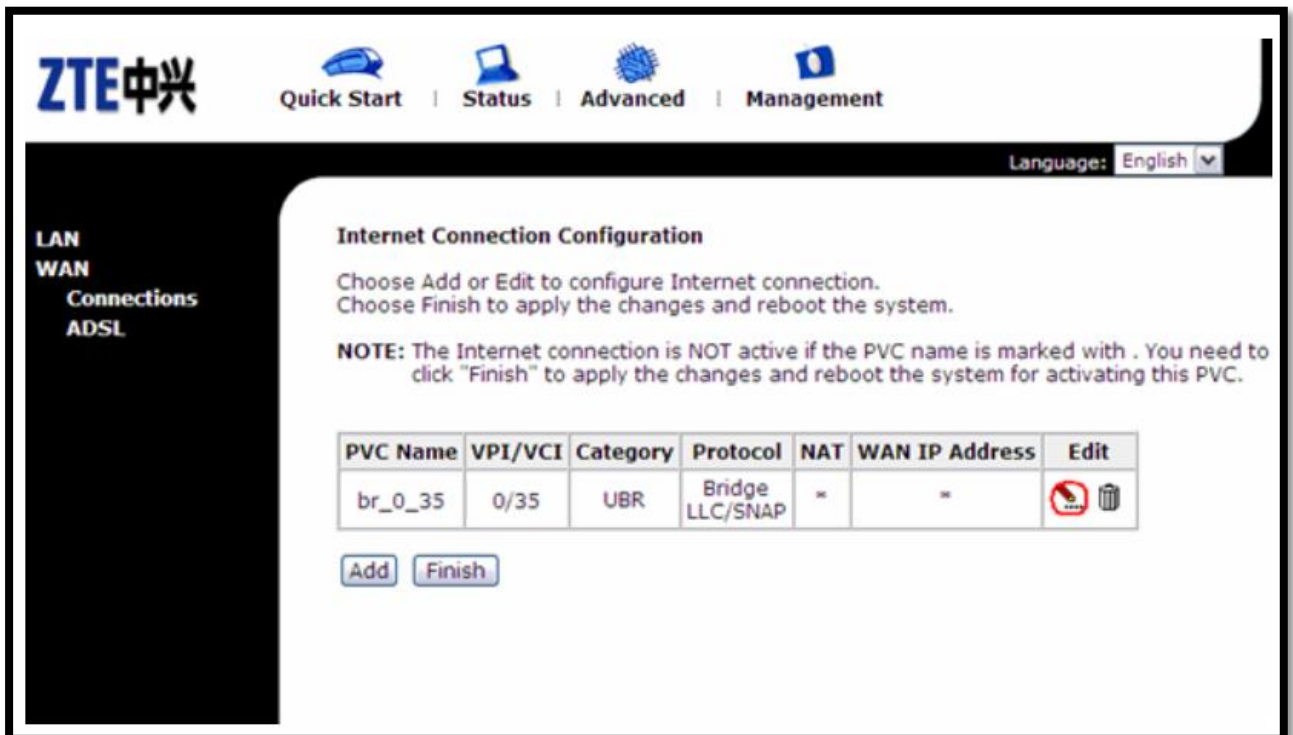 ZTE中兴
Quick Start | Status | Advanced | Management
Language: English
LAN
WAN
Connections
ADSL
Internet Connection Configuration
Choose Add or Edit to configure Internet connection.
Choose Finish to apply the changes and reboot the system.
NOTE: The Internet connection is NOT active if the PVC name is marked with . You need to
click "Finish" to apply the changes and reboot the system for activating this PVC.
PVC Name VPI/VCI Category Protocol NAT WAN IP Address Edit
br_0_35 0/35 UBR Bridge LLC/SNAP * *
Add Finish